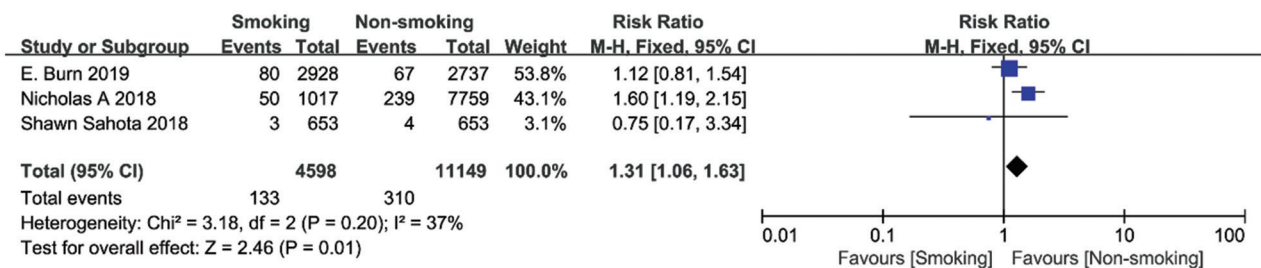 Smoking Non-smoking Risk Ratio Risk Ratio
Study or Subgroup Events Total Events Total Weight M-H, Fixed, 95% CI M-H, Fixed, 95% CI
E. Burn 2019 80 2928 67 2737 53.8% 1.12 [0.81, 1.54]
Nicholas A 2018 50 1017 239 7759 43.1% 1.60 [1.19, 2.15]
Shawn Sahota 2018 3 653 4 653 3.1% 0.75 [0.17, 3.34]
Total (95% CI) 4598 11149 100.0% 1.31 [1.06, 1.63]
Total events 133 310
Heterogeneity: Chi² = 3.18, df = 2 (P = 0.20); I² = 37%
Test for overall effect: Z = 2.46 (P = 0.01)
0.01 0.1 1 10 100
Favours [Smoking] Favours [Non-smoking]